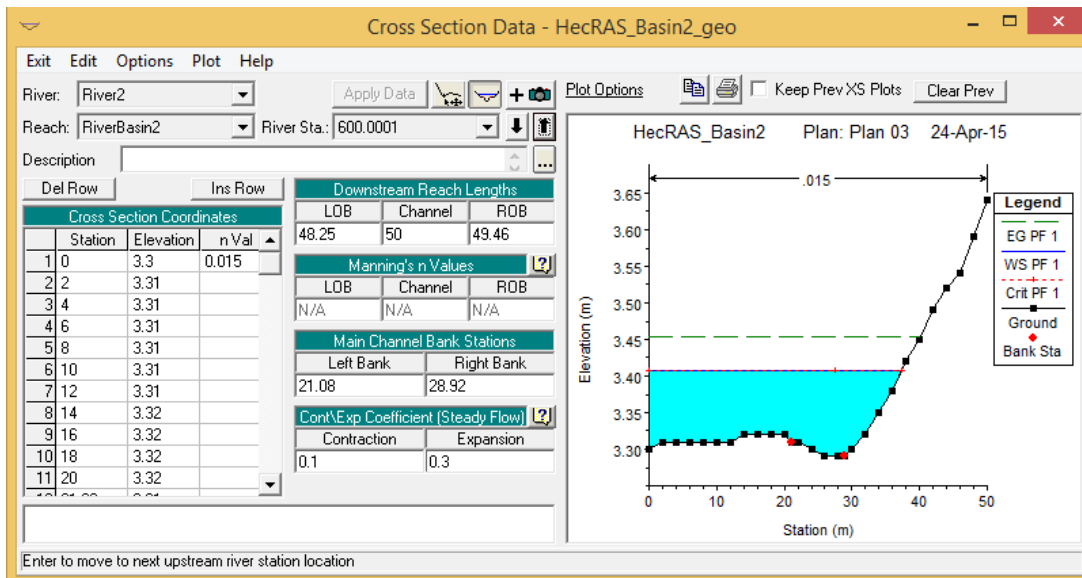 Cross Section Data - HecRAS_Basin2_geo
Exit Edit Options Plot Help
River: River2 Apply Data Plot Options Keep Prev XS Plots Clear Prev
Reach: RiverBasin2 River Sta.: 600.0001
Description ...
Del Row Ins Row
Cross Section Coordinates
Station Elevation n Val
1 0 3.3 0.015
2 2 3.31
3 4 3.31
4 6 3.31
5 8 3.31
6 10 3.31
7 12 3.31
8 14 3.32
9 16 3.32
10 18 3.32
11 20 3.32
Downstream Reach Lengths
LOB Channel ROB
48.25 50 49.46
Manning's n Values
LOB Channel ROB
N/A N/A N/A
Main Channel Bank Stations
Left Bank Right Bank
21.08 28.92
Cont\Exp Coefficient (Steady Flow)
Contraction Expansion
0.1 0.3
HecRAS_Basin2 Plan: Plan 03 24-Apr-15
.015
3.65
3.60
3.55
3.50
3.45
3.40
3.35
3.30
Elevation (m)
0 10 20 30 40 50
Station (m)
Legend
EG PF 1
WS PF 1
Crit PF 1
Ground
Bank Sta
Enter to move to next upstream river station location